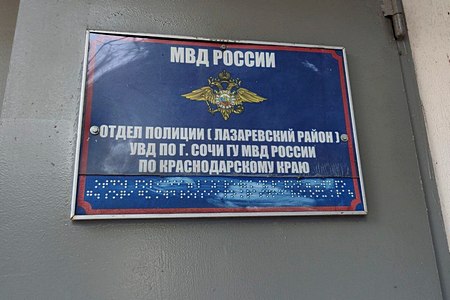 МВД РОССИИ
ОТДЕЛ ПОЛИЦИИ ( ЛАЗАРЕВСКИЙ РАЙОН )
УВД ПО Г. СОЧИ ГУ МВД РОССИИ
ПО КРАСНОДАРСКОМУ КРАЮ